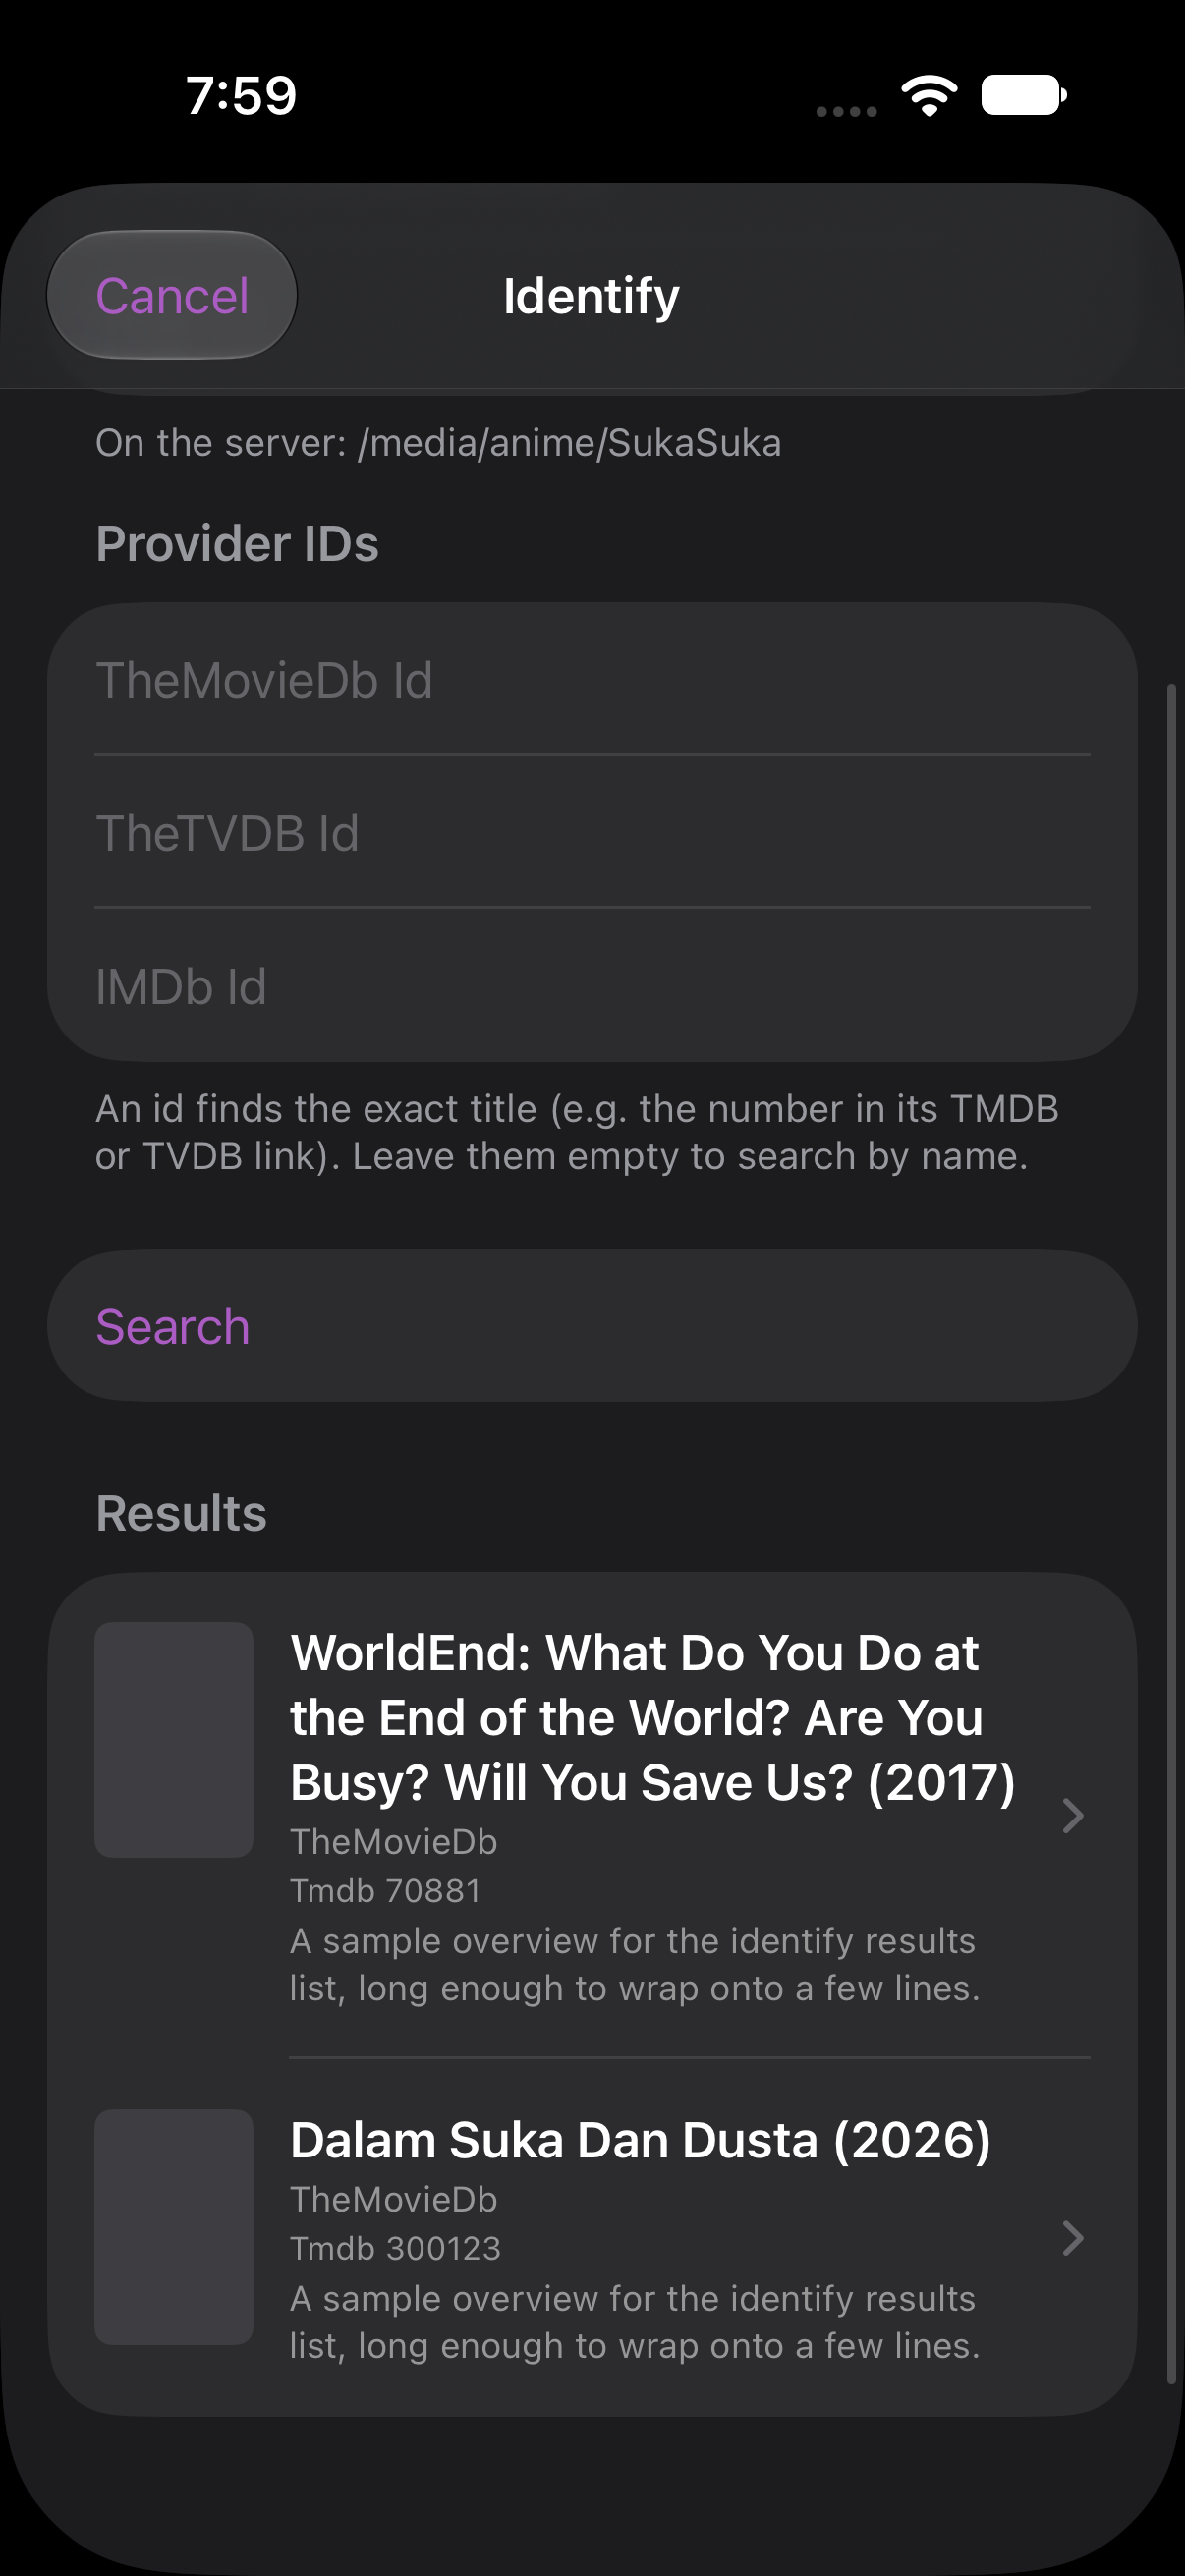 7:59
Cancel
Identify
On the server: /media/anime/SukaSuka
Provider IDs
TheMovieDb Id
TheTVDB Id
IMDb Id
An id finds the exact title (e.g. the number in its TMDB
or TVDB link). Leave them empty to search by name.
Search
Results
WorldEnd: What Do You Do at
the End of the World? Are You
Busy? Will You Save Us? (2017)
TheMovieDb
Tmdb 70881
A sample overview for the identify results
list, long enough to wrap onto a few lines.
Dalam Suka Dan Dusta (2026)
TheMovieDb
Tmdb 300123
A sample overview for the identify results
list, long enough to wrap onto a few lines.